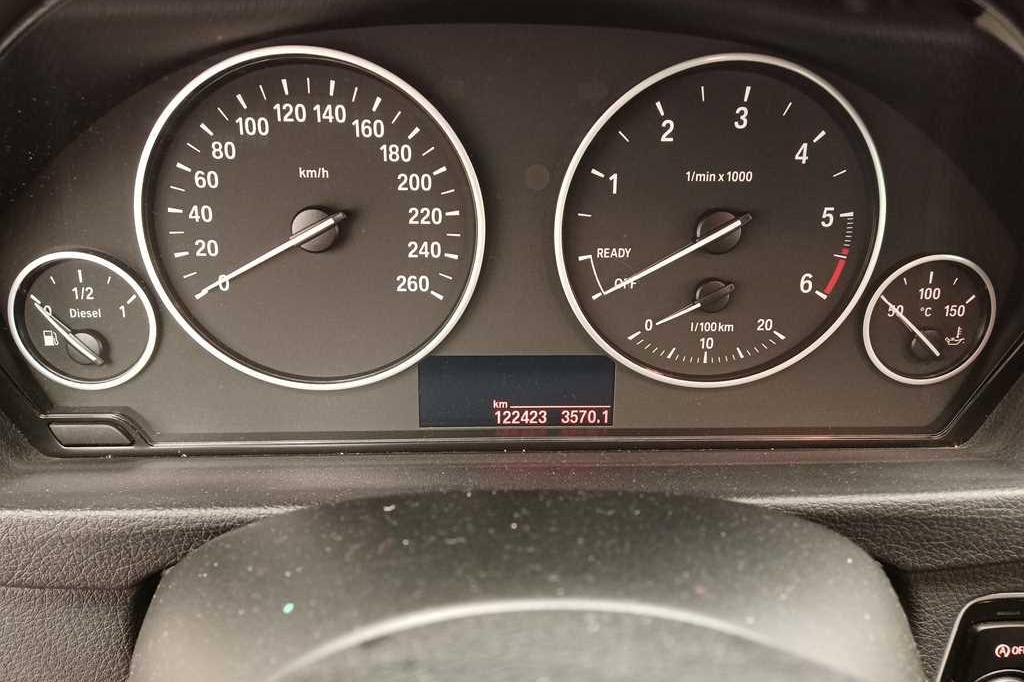 0 20 40 60 80 100 120 140 160 180 200 220 240 260
km/h
1 2 3 4 5 6
1/min x 1000
READY
OFF
0 10 20
l/100km
0 1/2 1
Diesel
50 100 150
°C
km
122423 3570.1
OFF